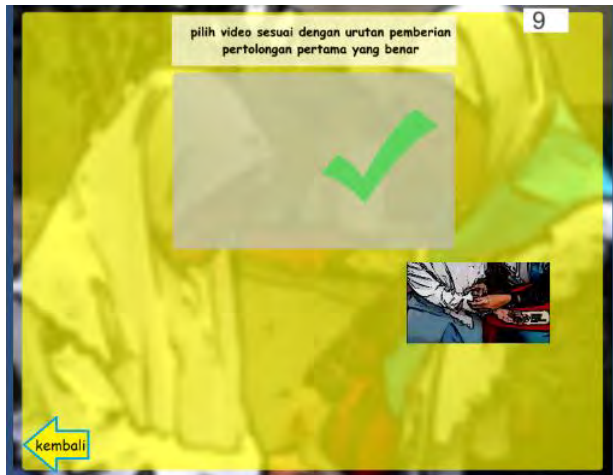 9
pilih video sesuai dengan urutan pemberian
pertolongan pertama yang benar
kembali